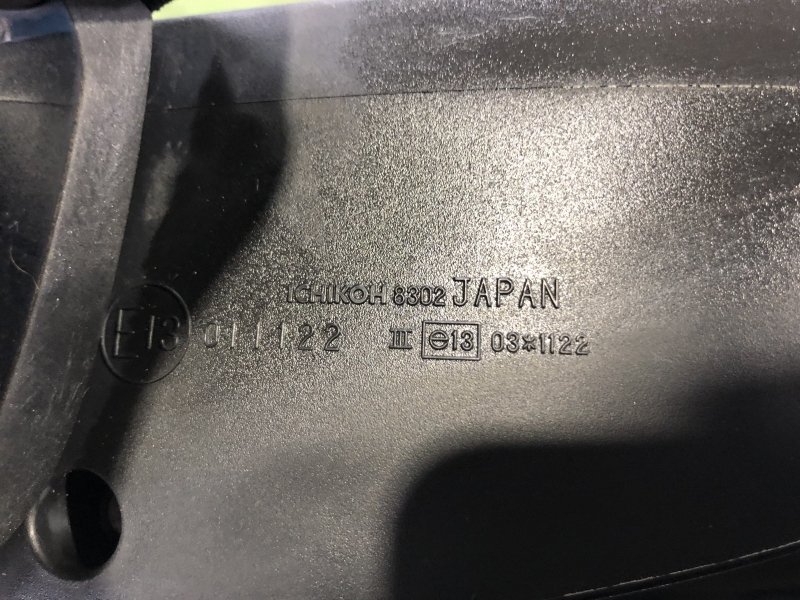 ICHIKOH 8302 JAPAN
E13 011122 III e13 03*1122